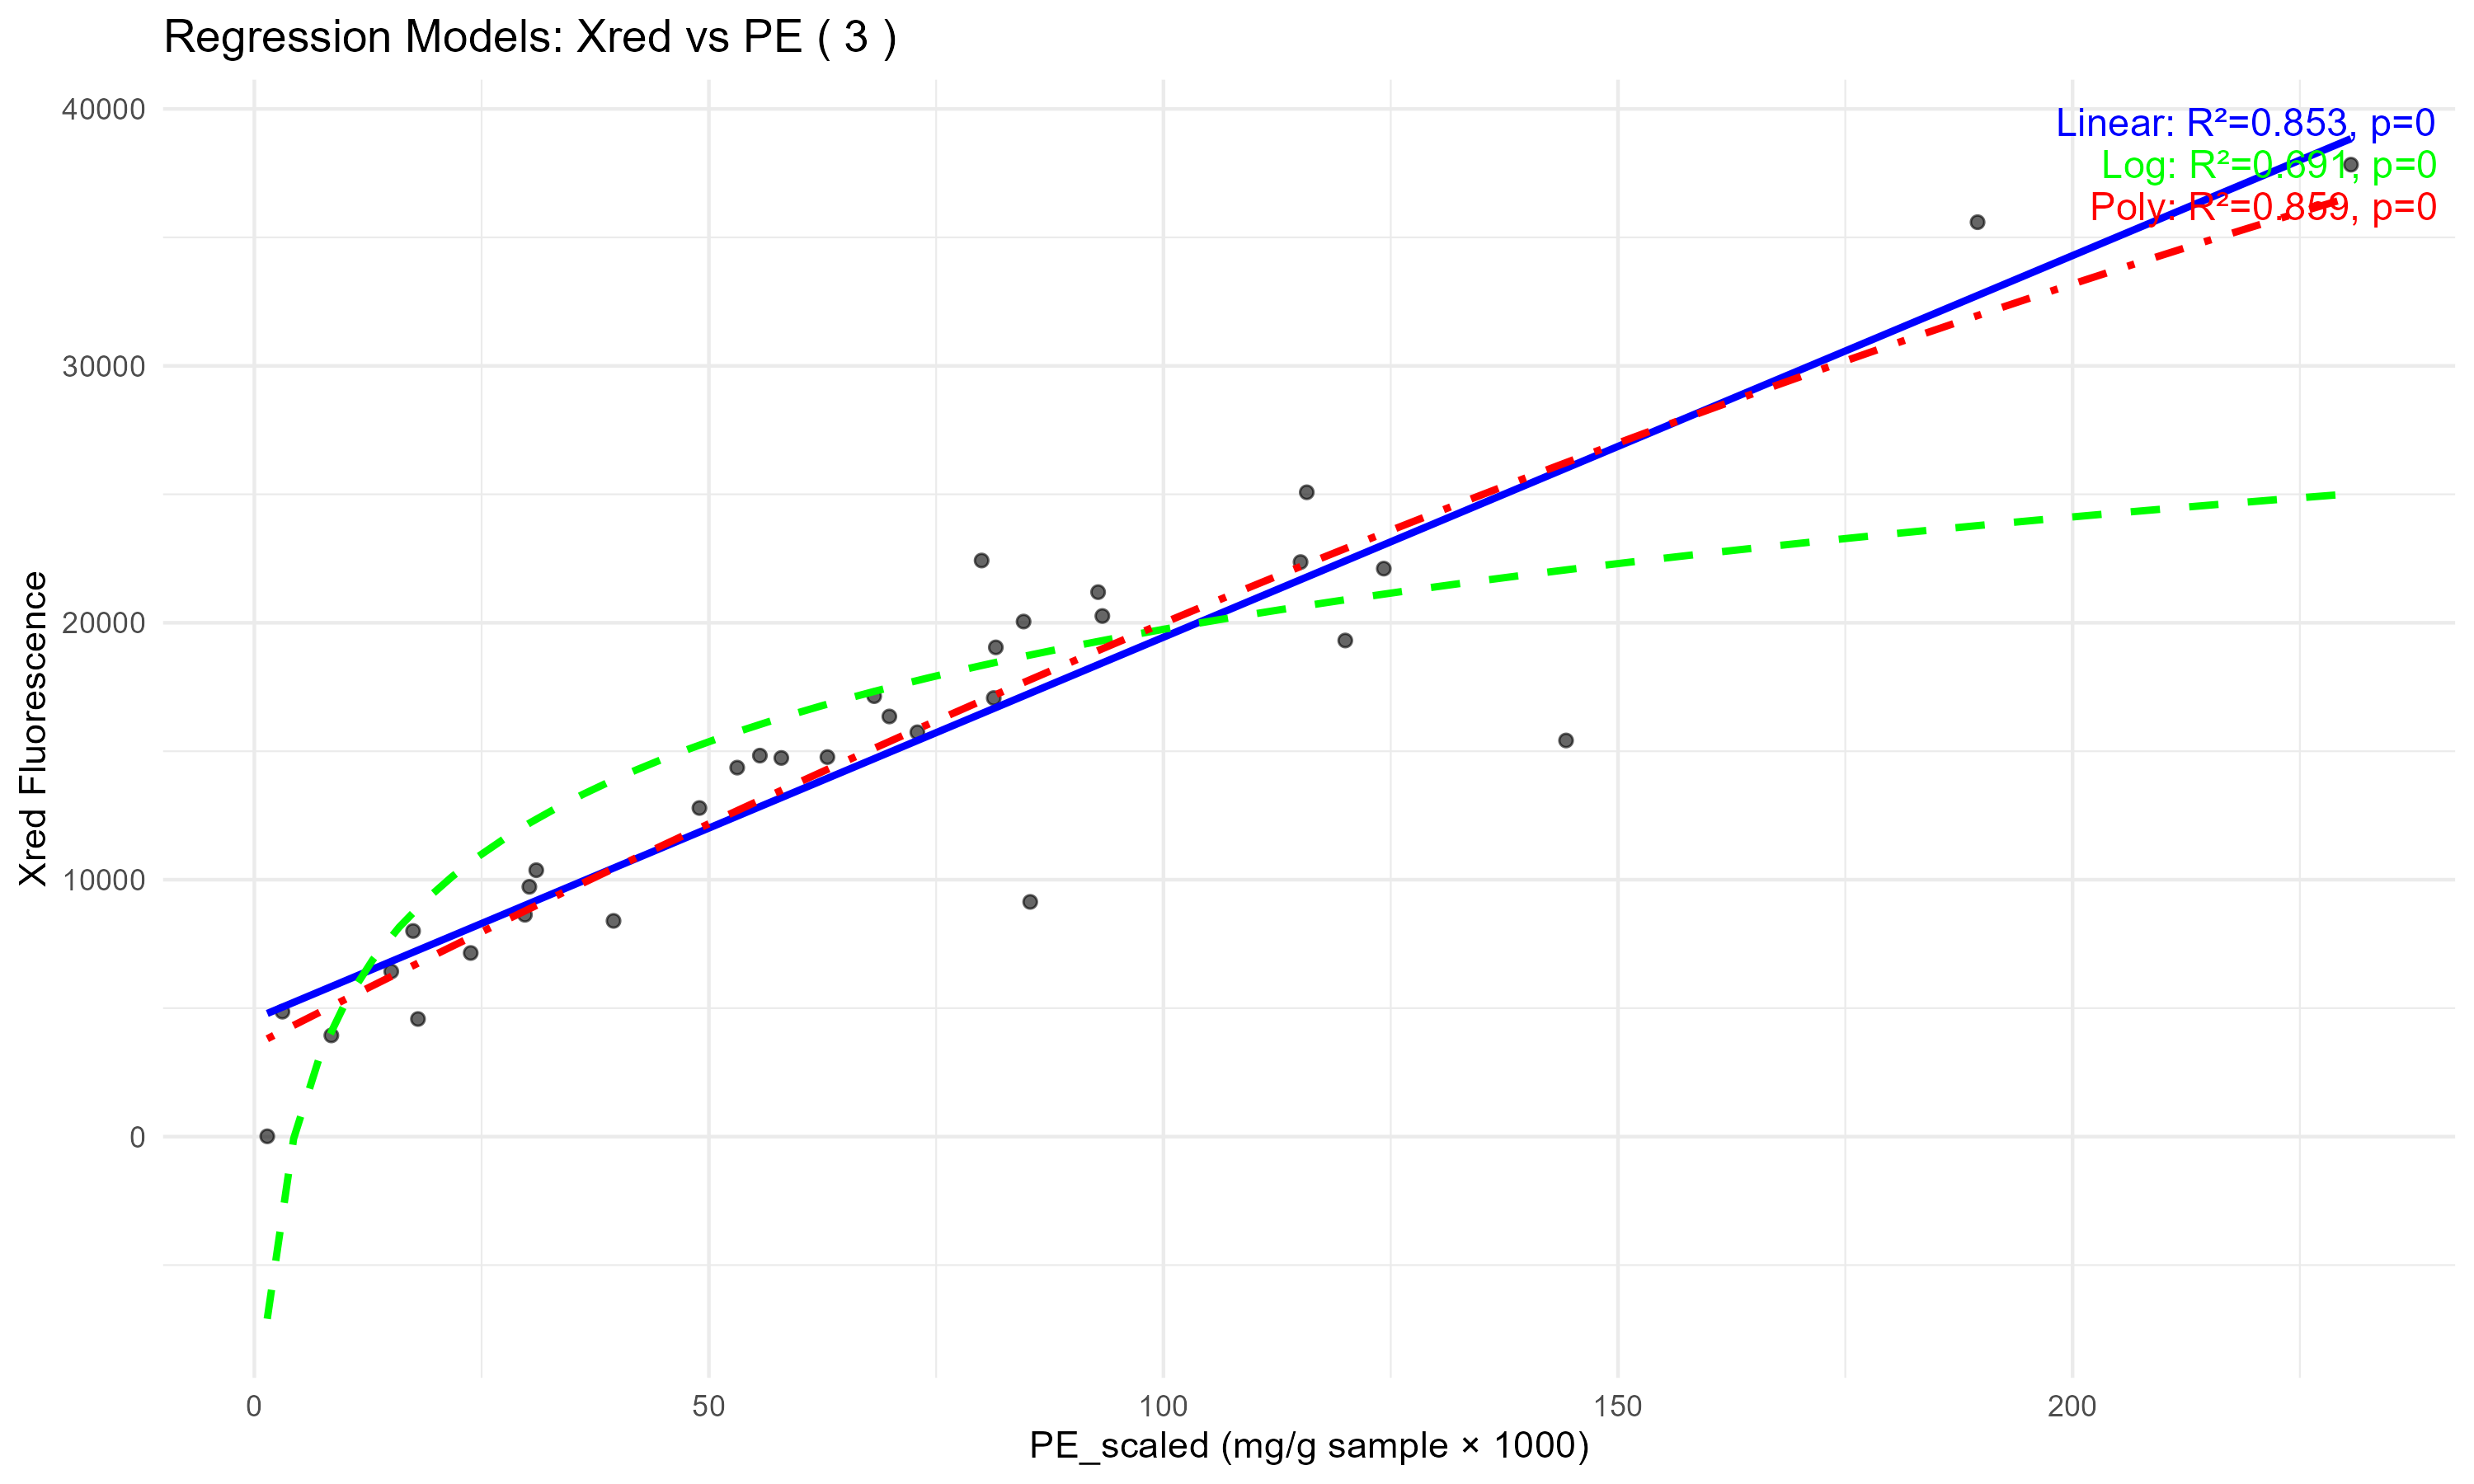 Regression Models: Xred vs PE ( 3 )
40000
30000
20000
10000
0
Xred Fluorescence
Linear: R²=0.853, p=0
Log: R²=0.691, p=0
Poly: R²=0.859, p=0
0 50 100 150 200
PE_scaled (mg/g sample × 1000)